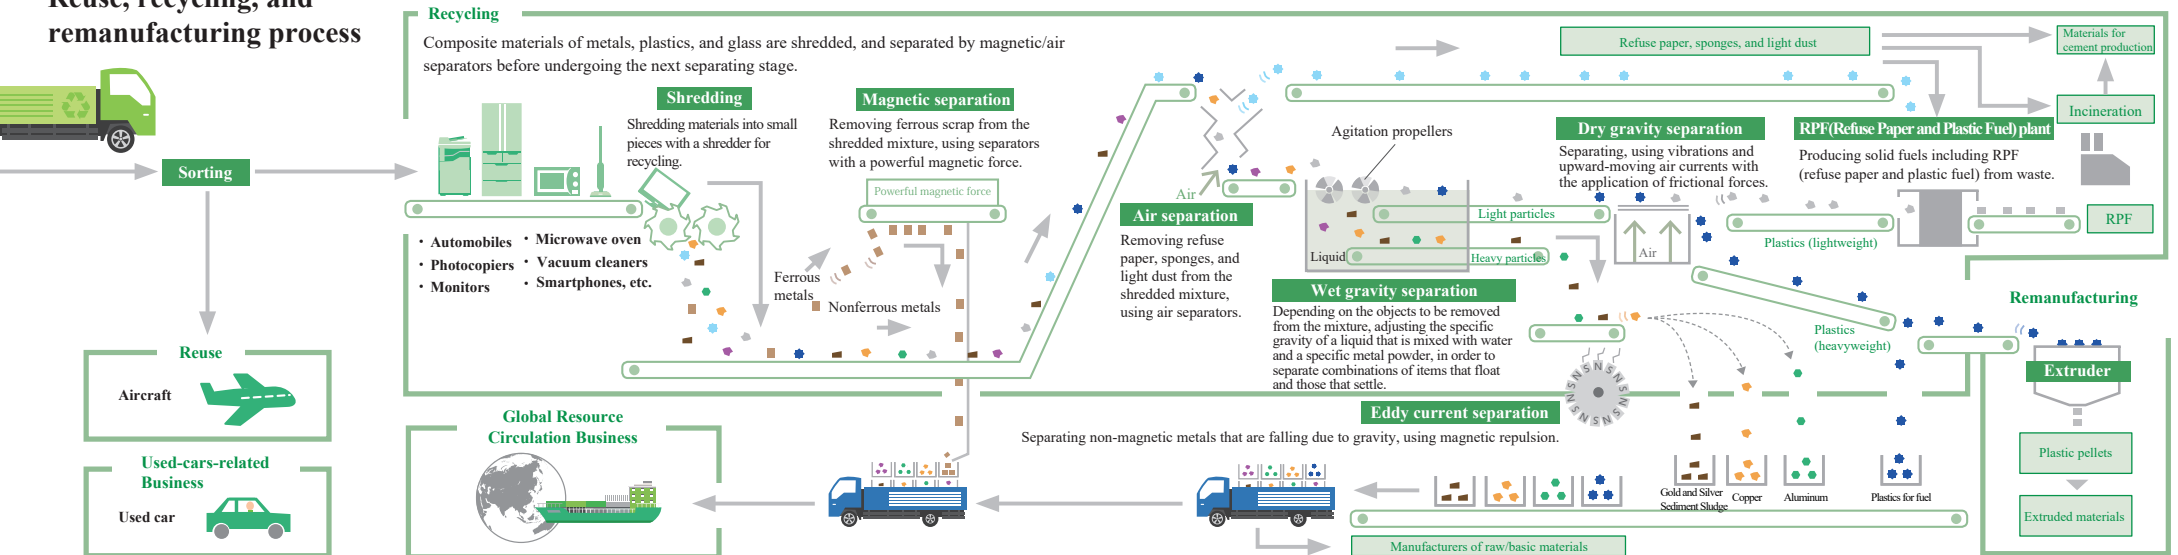 Reuse, recycling, and
remanufacturing process
Sorting
Reuse
Aircraft
Used-cars-related
Business
Used car
Recycling
Composite materials of metals, plastics, and glass are shredded, and separated by magnetic/air
separators before undergoing the next separating stage.
・Automobiles
・Photocopiers
・Monitors
・Microwave oven
・Vacuum cleaners
・Smartphones, etc.
Shredding
Shredding materials into small
pieces with a shredder for
recycling.
Magnetic separation
Removing ferrous scrap from the
shredded mixture, using separators
with a powerful magnetic force.
Powerful magnetic force
Ferrous
metals
Nonferrous metals
Air
Air separation
Removing refuse
paper, sponges, and
light dust from the
shredded mixture,
using air separators.
Agitation propellers
Light particles
Liquid
Heavy particles
Wet gravity separation
Depending on the objects to be removed
from the mixture, adjusting the specific
gravity of a liquid that is mixed with water
and a specific metal powder, in order to
separate combinations of items that float
and those that settle.
Dry gravity separation
Separating, using vibrations and
upward-moving air currents with
the application of frictional forces.
Air
Plastics (lightweight)
Plastics
(heavyweight)
Refuse paper, sponges, and light dust
Materials for
cement production
Incineration
RPF(Refuse Paper and Plastic Fuel) plant
Producing solid fuels including RPF
(refuse paper and plastic fuel) from waste.
RPF
Eddy current separation
Separating non-magnetic metals that are falling due to gravity, using magnetic repulsion.
N S N S N S N S N S N S N S
Gold and Silver
Sediment Sludge
Copper
Aluminum
Plastics for fuel
Remanufacturing
Extruder
Plastic pellets
Extruded materials
Global Resource
Circulation Business
Manufacturers of raw/basic materials